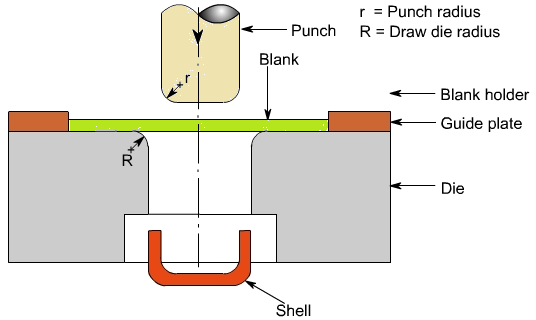 r = Punch radius
R = Draw die radius
Punch
Blank
r
Blank holder
Guide plate
R
Die
Shell